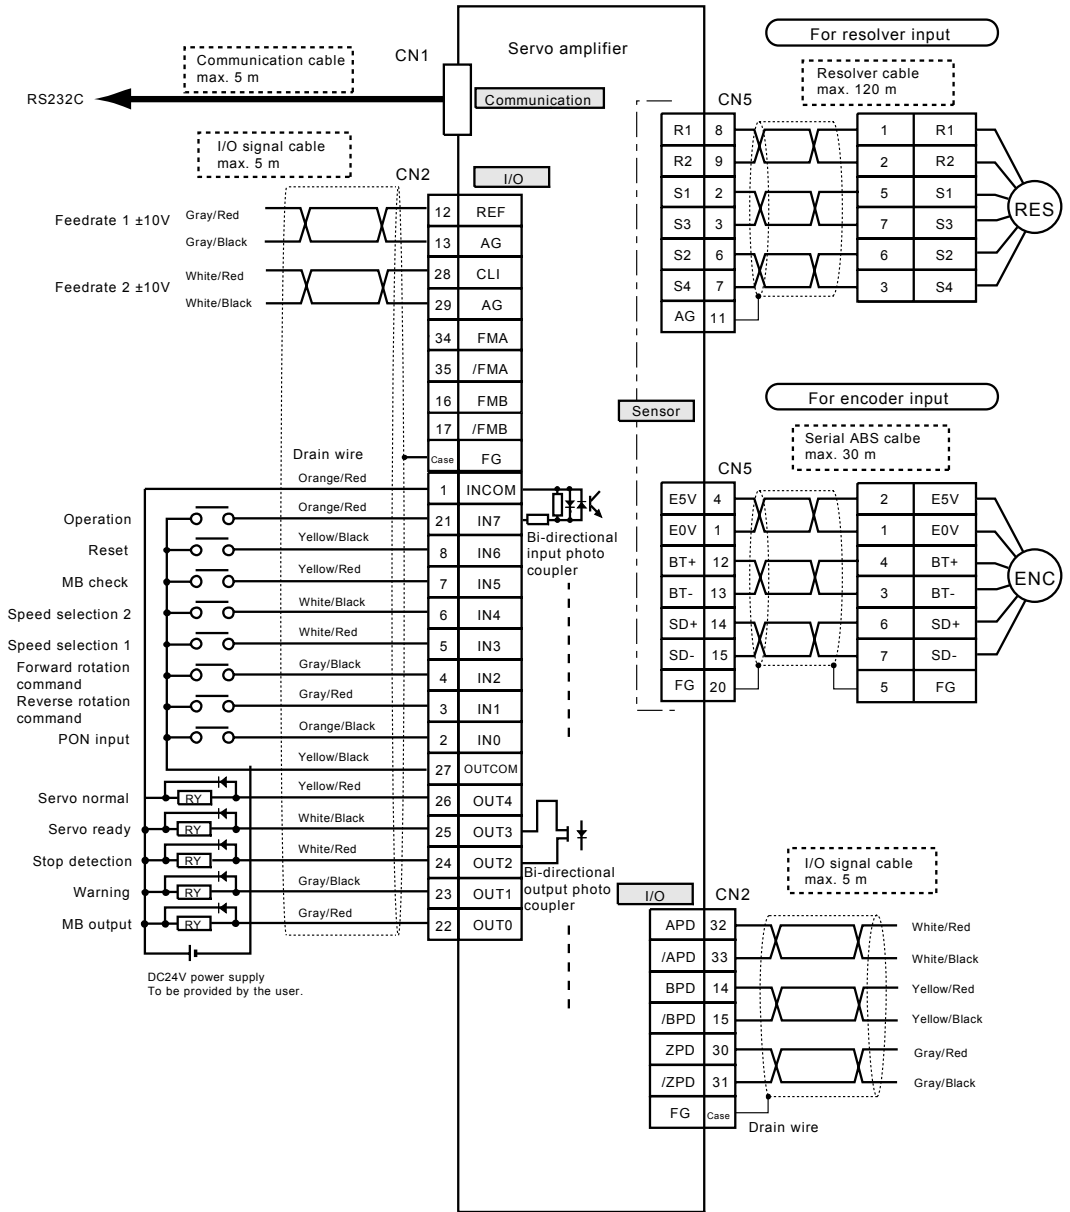 Servo amplifier
CN1
Communication cable
max. 5 m
RS232C
Communication
I/O signal cable
max. 5 m
CN2
I/O
Feedrate 1 ±10V
Gray/Red
12 REF
Gray/Black
13 AG
Feedrate 2 ±10V
White/Red
28 CLI
White/Black
29 AG
34 FMA
35 /FMA
16 FMB
17 /FMB
Drain wire
Case FG
Orange/Red
1 INCOM
Operation
Orange/Red
21 IN7
Bi-directional
input photo
coupler
Reset
Yellow/Black
8 IN6
MB check
Yellow/Red
7 IN5
Speed selection 2
White/Black
6 IN4
Speed selection 1
White/Red
5 IN3
Forward rotation
command
Gray/Black
4 IN2
Reverse rotation
command
Gray/Red
3 IN1
PON input
Orange/Black
2 IN0
Yellow/Black
27 OUTCOM
Servo normal
RY
Yellow/Red
26 OUT4
Servo ready
RY
White/Black
25 OUT3
Stop detection
RY
White/Red
24 OUT2
Bi-directional
output photo
coupler
Warning
RY
Gray/Black
23 OUT1
MB output
RY
Gray/Red
22 OUT0
DC24V power supply
To be provided by the user.
For resolver input
Resolver cable
max. 120 m
CN5
R1 8 1 R1
R2 9 2 R2
S1 2 5 S1
S3 3 7 S3
S2 6 6 S2
S4 7 3 S4
AG 11
RES
Sensor
For encoder input
Serial ABS calbe
max. 30 m
CN5
E5V 4 2 E5V
E0V 1 1 E0V
BT+ 12 4 BT+
BT- 13 3 BT-
SD+ 14 6 SD+
SD- 15 7 SD-
FG 20 5 FG
ENC
I/O signal cable
max. 5 m
I/O
CN2
APD 32 White/Red
/APD 33 White/Black
BPD 14 Yellow/Red
/BPD 15 Yellow/Black
ZPD 30 Gray/Red
/ZPD 31 Gray/Black
FG Case
Drain wire